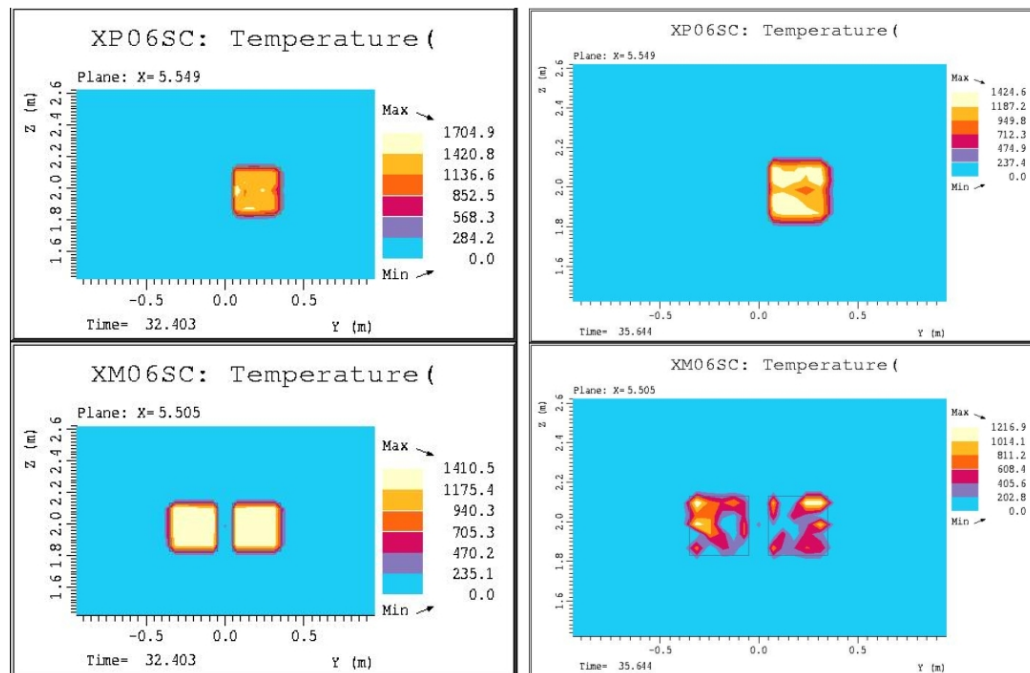 XP06SC: Temperature(
Plane: X= 5.549
Z (m)
2.6
2.4
2.2
2.0
1.8
1.6
Max
1704.9
1420.8
1136.6
852.5
568.3
284.2
0.0
Min
-0.5 0.0 0.5
Time= 32.403 Y (m)
XP06SC: Temperature(
Plane: X= 5.549
Z (m)
2.6
2.4
2.2
2.0
1.8
1.6
Max
1424.6
1187.2
949.8
712.3
474.9
237.4
0.0
Min
-0.5 0.0 0.5
Time= 35.644 Y (m)
XM06SC: Temperature(
Plane: X= 5.505
Z (m)
2.6
2.4
2.2
2.0
1.8
1.6
Max
1410.5
1175.4
940.3
705.3
470.2
235.1
0.0
Min
-0.5 0.0 0.5
Time= 32.403 Y (m)
XM06SC: Temperature(
Plane: X= 5.505
Z (m)
2.6
2.4
2.2
2.0
1.8
1.6
Max
1216.9
1014.1
811.2
608.4
405.6
202.8
0.0
Min
-0.5 0.0 0.5
Time= 35.644 Y (m)